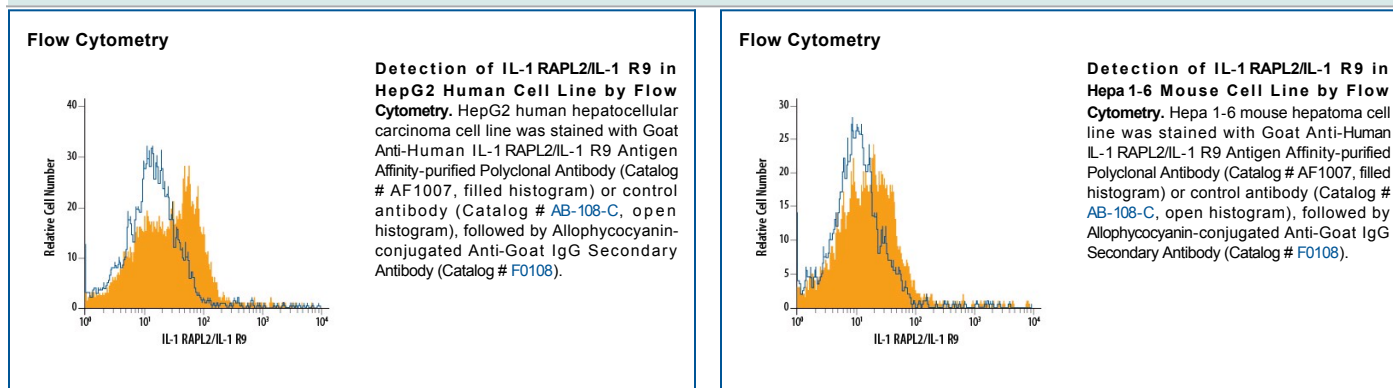 Flow Cytometry
40
30
20
10
0
Relative Cell Number
10⁰
10¹
10²
10³
10⁴
IL-1 RAPL2/IL-1 R9
Detection of IL-1 RAPL2/IL-1 R9 in
HepG2 Human Cell Line by Flow
Cytometry. HepG2 human hepatocellular
carcinoma cell line was stained with Goat
Anti-Human IL-1 RAPL2/IL-1 R9 Antigen
Affinity-purified Polyclonal Antibody (Catalog
# AF1007, filled histogram) or control
antibody (Catalog # AB-108-C, open
histogram), followed by Allophycocyanin-
conjugated Anti-Goat IgG Secondary
Antibody (Catalog # F0108).
Flow Cytometry
30
25
20
15
10
5
0
Relative Cell Number
10⁰
10¹
10²
10³
10⁴
IL-1 RAPL2/IL-1 R9
Detection of IL-1 RAPL2/IL-1 R9 in
Hepa 1-6 Mouse Cell Line by Flow
Cytometry. Hepa 1-6 mouse hepatoma cell
line was stained with Goat Anti-Human
IL-1 RAPL2/IL-1 R9 Antigen Affinity-purified
Polyclonal Antibody (Catalog # AF1007, filled
histogram) or control antibody (Catalog #
AB-108-C, open histogram), followed by
Allophycocyanin-conjugated Anti-Goat IgG
Secondary Antibody (Catalog # F0108).